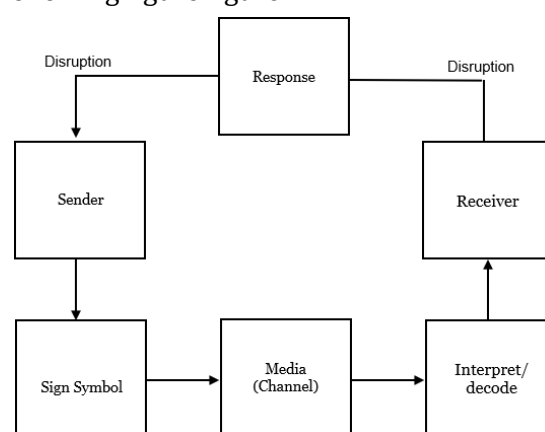 Disruption
Response
Disruption
Sender
Receiver
Sign Symbol
Media
(Channel)
Interpret/
decode